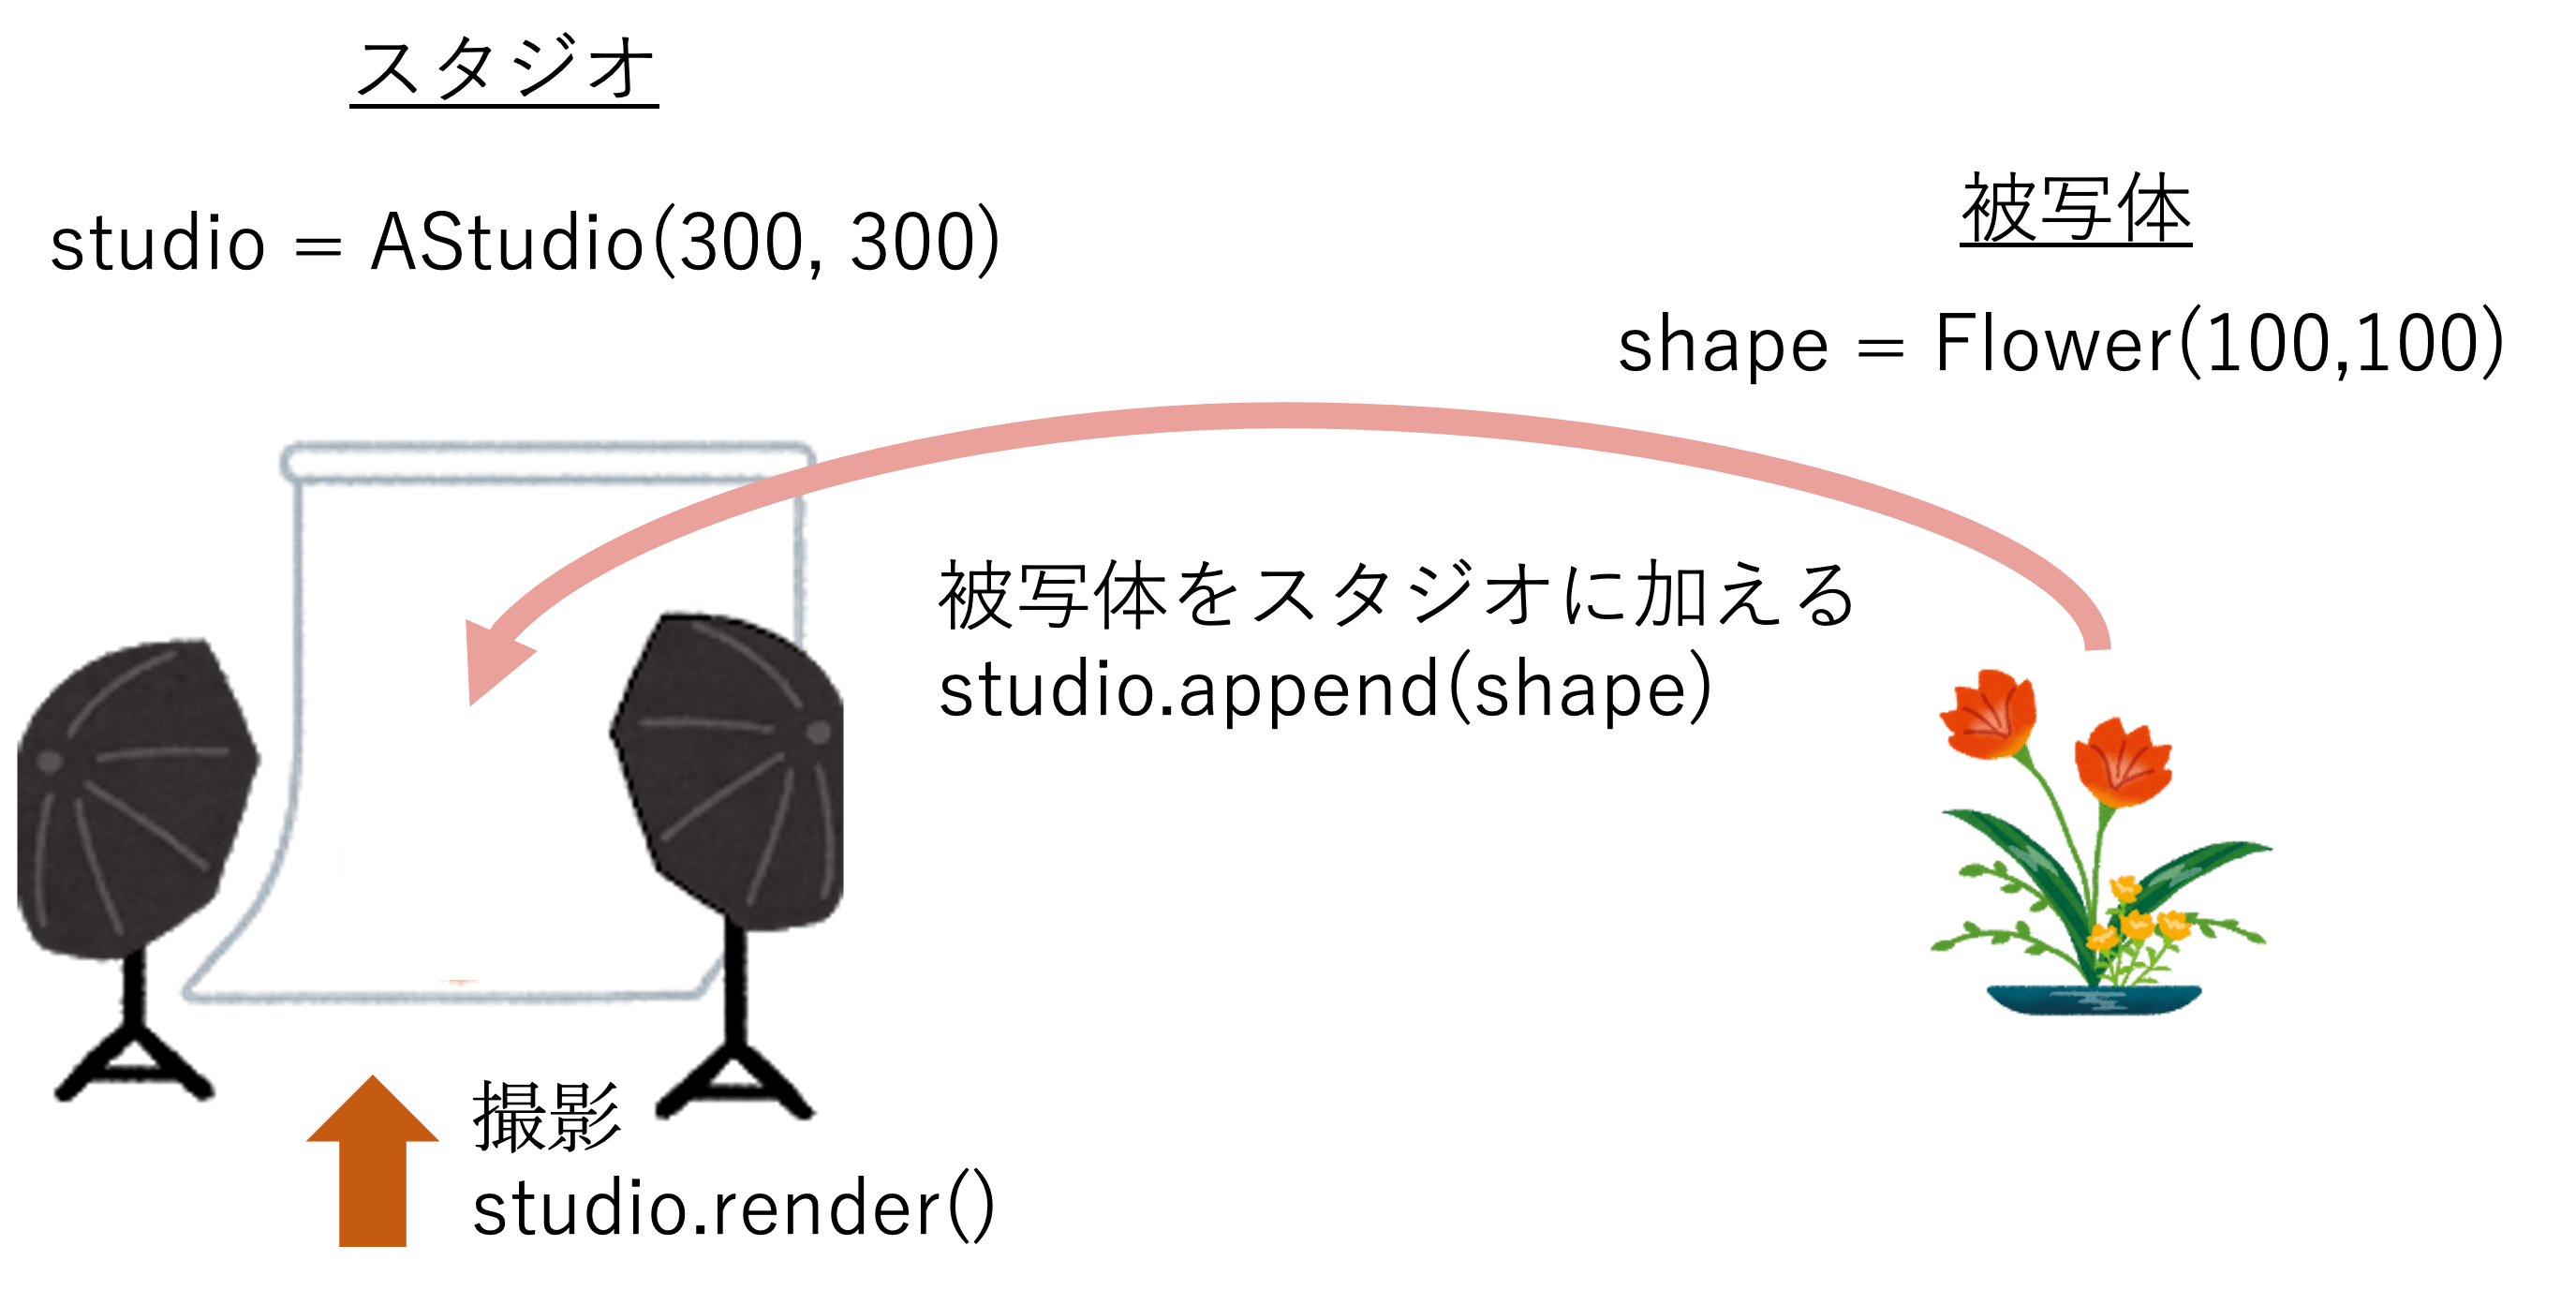 スタジオ
studio = AStudio(300, 300)
被写体
shape = Flower(100,100)
被写体をスタジオに加える
studio.append(shape)
撮影
studio.render()